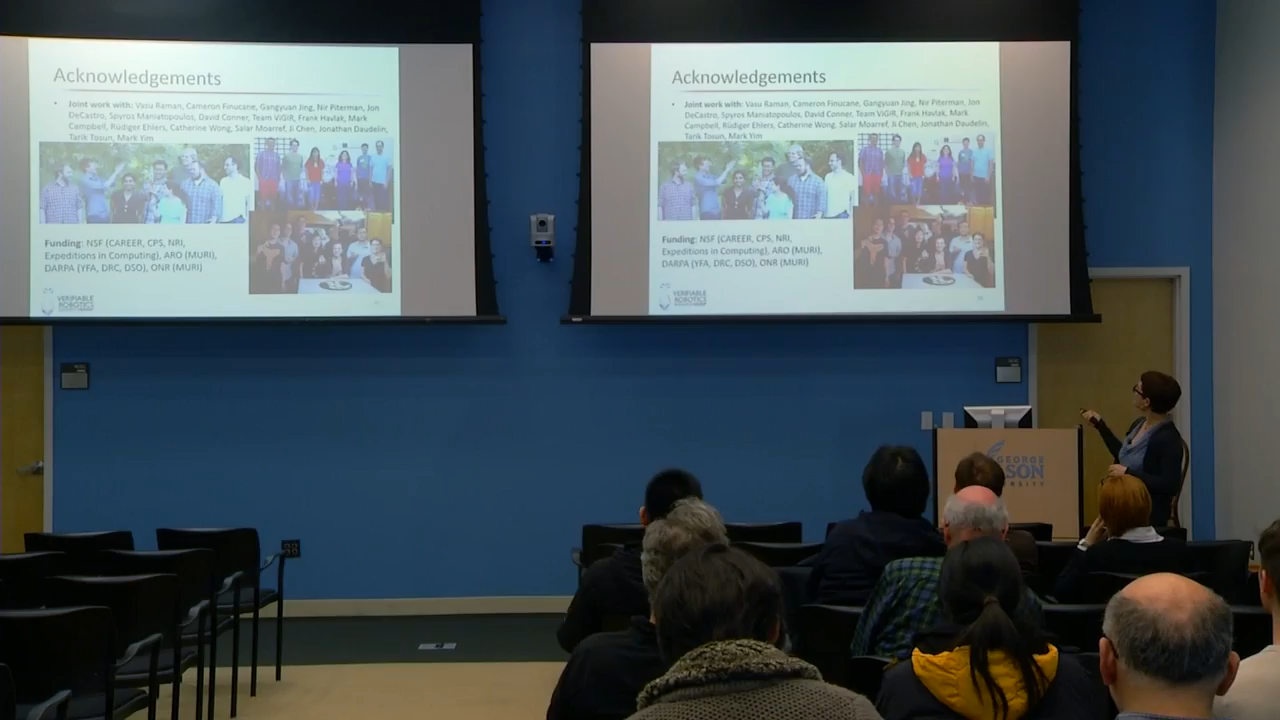 Acknowledgements
• Joint work with: Vasu Raman, Cameron Finucane, Gangyuan Jing, Nir Piterman, Jon
DeCastro, Spyros Maniatopoulos, David Conner, Team ViGIR, Frank Havlak, Mark
Campbell, Rüdiger Ehlers, Catherine Wong, Salar Moarref, Ji Chen, Jonathan Daudelin,
Tarik Tosun, Mark Yim
Funding: NSF (CAREER, CPS, NRI,
Expeditions in Computing), ARO (MURI),
DARPA (YFA, DRC, DSO), ONR (MURI)
VERIFIABLE
ROBOTICS
Acknowledgements
• Joint work with: Vasu Raman, Cameron Finucane, Gangyuan Jing, Nir Piterman, Jon
DeCastro, Spyros Maniatopoulos, David Conner, Team ViGIR, Frank Havlak, Mark
Campbell, Rüdiger Ehlers, Catherine Wong, Salar Moarref, Ji Chen, Jonathan Daudelin,
Tarik Tosun, Mark Yim
Funding: NSF (CAREER, CPS, NRI,
Expeditions in Computing), ARO (MURI),
DARPA (YFA, DRC, DSO), ONR (MURI)
VERIFIABLE
ROBOTICS
GEORGE
SON